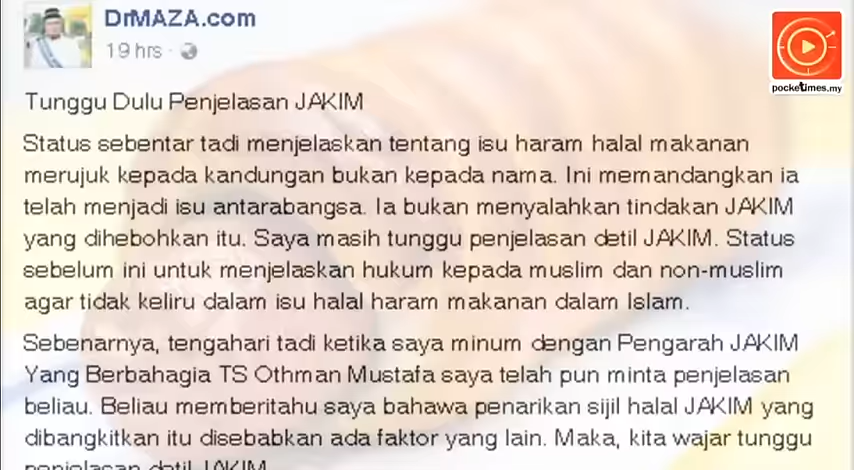 DrMAZA.com
19 hrs ·
pocketimes.my
Tunggu Dulu Penjelasan JAKIM
Status sebentar tadi menjelaskan tentang isu haram halal makanan
merujuk kepada kandungan bukan kepada nama. Ini memandangkan ia
telah menjadi isu antarabangsa. Ia bukan menyalahkan tindakan JAKIM
yang dihebohkan itu. Saya masih tunggu penjelasan detil JAKIM. Status
sebelum ini untuk menjelaskan hukum kepada muslim dan non-muslim
agar tidak keliru dalam isu halal haram makanan dalam Islam.
Sebenarnya, tengahari tadi ketika saya minum dengan Pengarah JAKIM
Yang Berbahagia TS Othman Mustafa saya telah pun minta penjelasan
beliau. Beliau memberitahu saya bahawa penarikan sijil halal JAKIM yang
dibangkitkan itu disebabkan ada faktor yang lain. Maka, kita wajar tunggu
penjelasan detil JAKIM